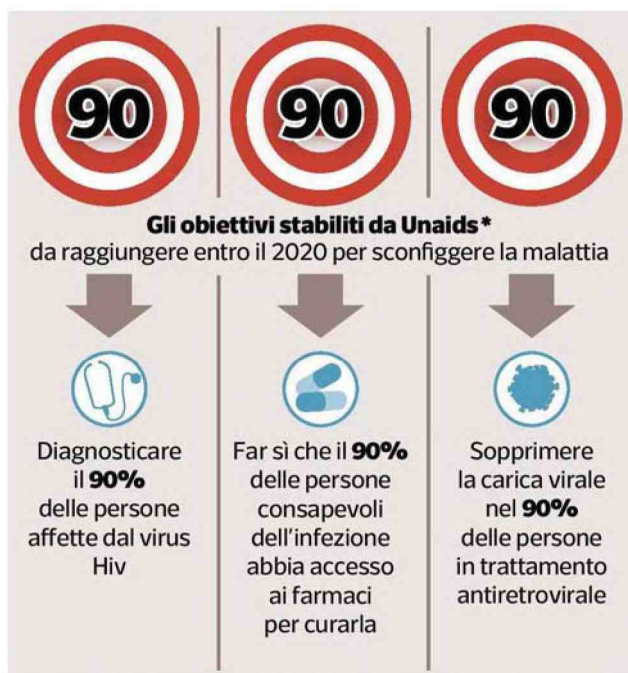 90
90
90
Gli obiettivi stabiliti da Unaids*
da raggiungere entro il 2020 per sconfiggere la malattia
Diagnosticare
il 90%
delle persone
affette dal virus
Hiv
Far sì che il 90%
delle persone
consapevoli
dell'infezione
abbia accesso
ai farmaci
per curarla
Sopprimere
la carica virale
nel 90%
delle persone
in trattamento
antiretrovirale